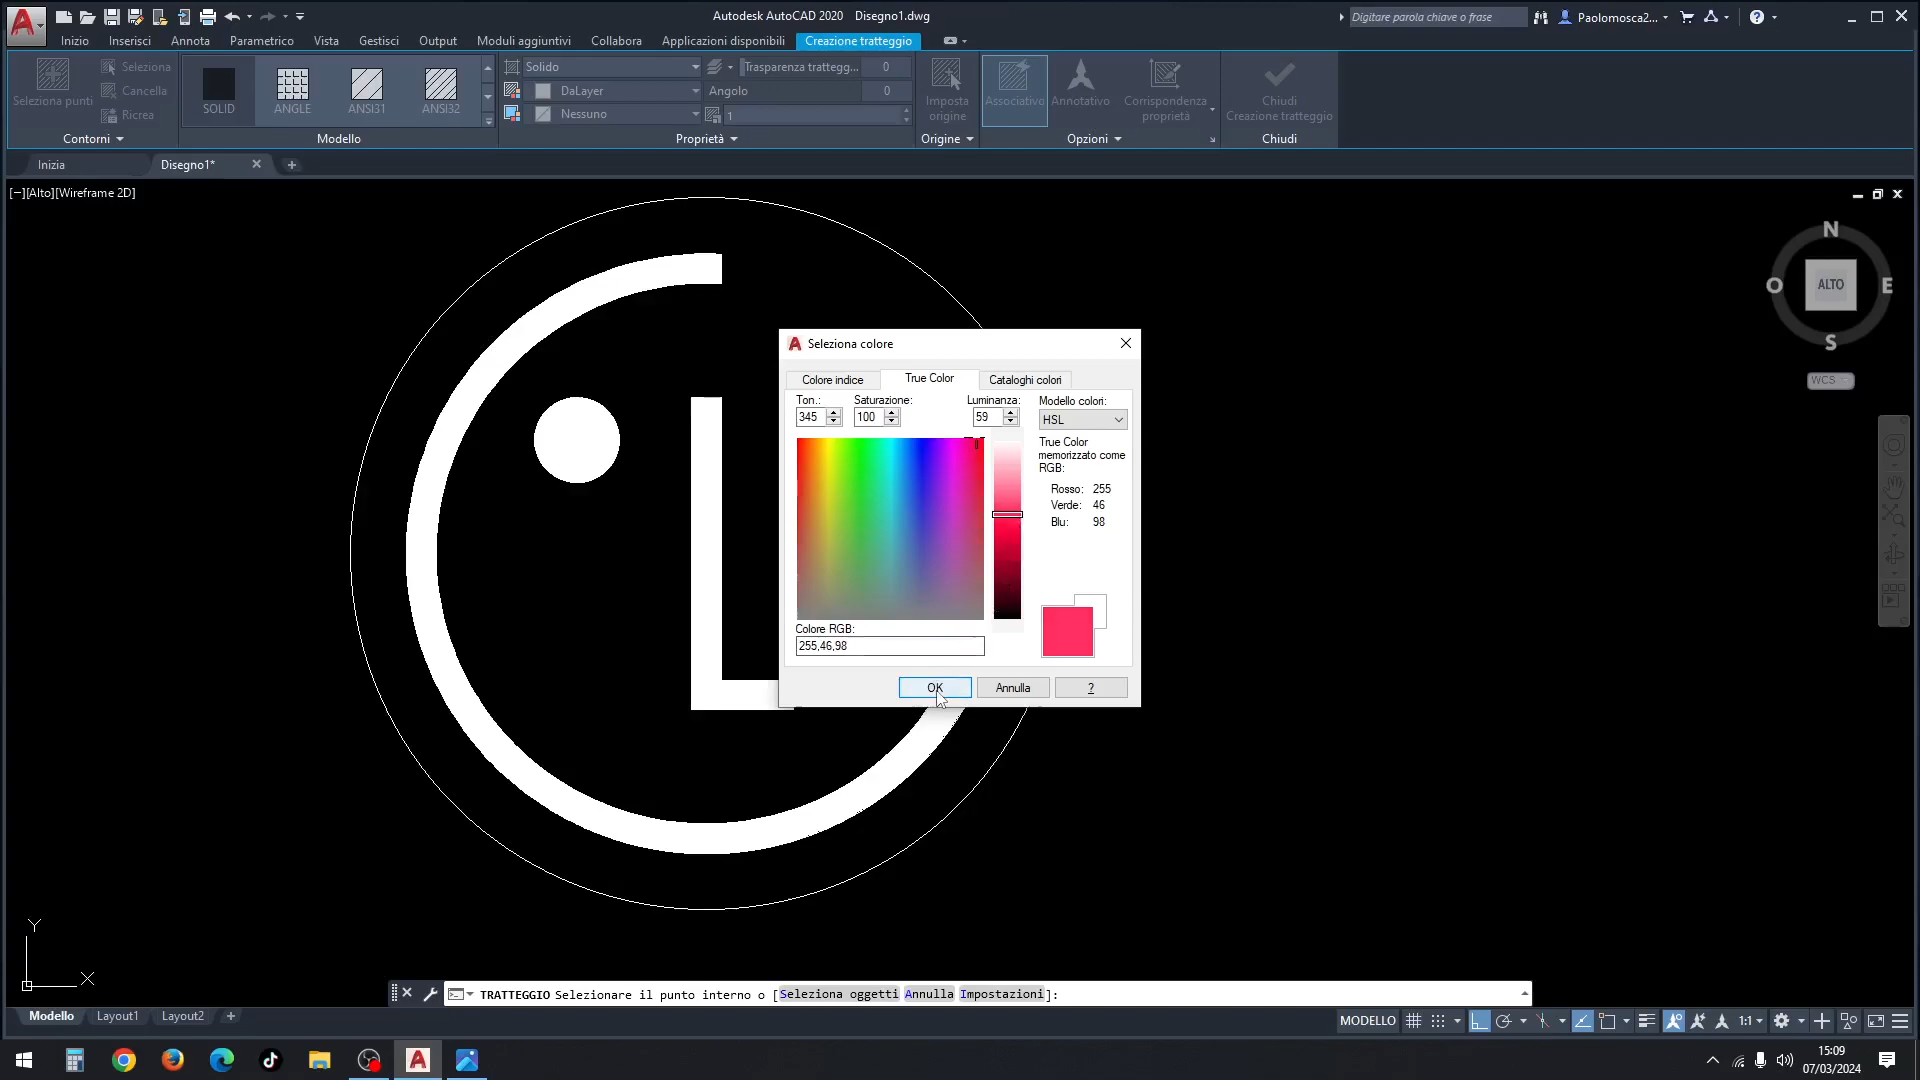 Autodesk AutoCAD 2020 Disegno1.dwg
Digitare parola chiave o frase
Paolomosca2...
Inizio Inserisci Annota Parametrico Vista Gestisci Output Moduli aggiuntivi Collabora Applicazioni disponibili Creazione tratteggio
Seleziona punti
Seleziona
Cancella
Ricrea
Contorni
SOLID ANGLE ANSI31 ANSI32
Modello
Solido
DaLayer
Nessuno
Trasparenza trattegg... 0
Angolo 0
1
Proprietà
Imposta
origine
Origine
Associativo Annotativo Corrispondenza
proprietà
Opzioni
Chiudi
Creazione tratteggio
Chiudi
Inizia Disegno1*
[−][Alto][Wireframe 2D]
N
O ALTO E
S
WCS
Seleziona colore
Colore indice True Color Cataloghi colori
Ton.: Saturazione: Luminanza: Modello colori:
345 100 59 HSL
True Color
memorizzato come
RGB:
Rosso: 255
Verde: 46
Blu: 98
Colore RGB:
255,46,98
OK Annulla ?
Y
X
TRATTEGGIO Selezionare il punto interno o [Seleziona oggetti Annulla Impostazioni]:
Modello Layout1 Layout2
MODELLO 1:1
15:09
07/03/2024